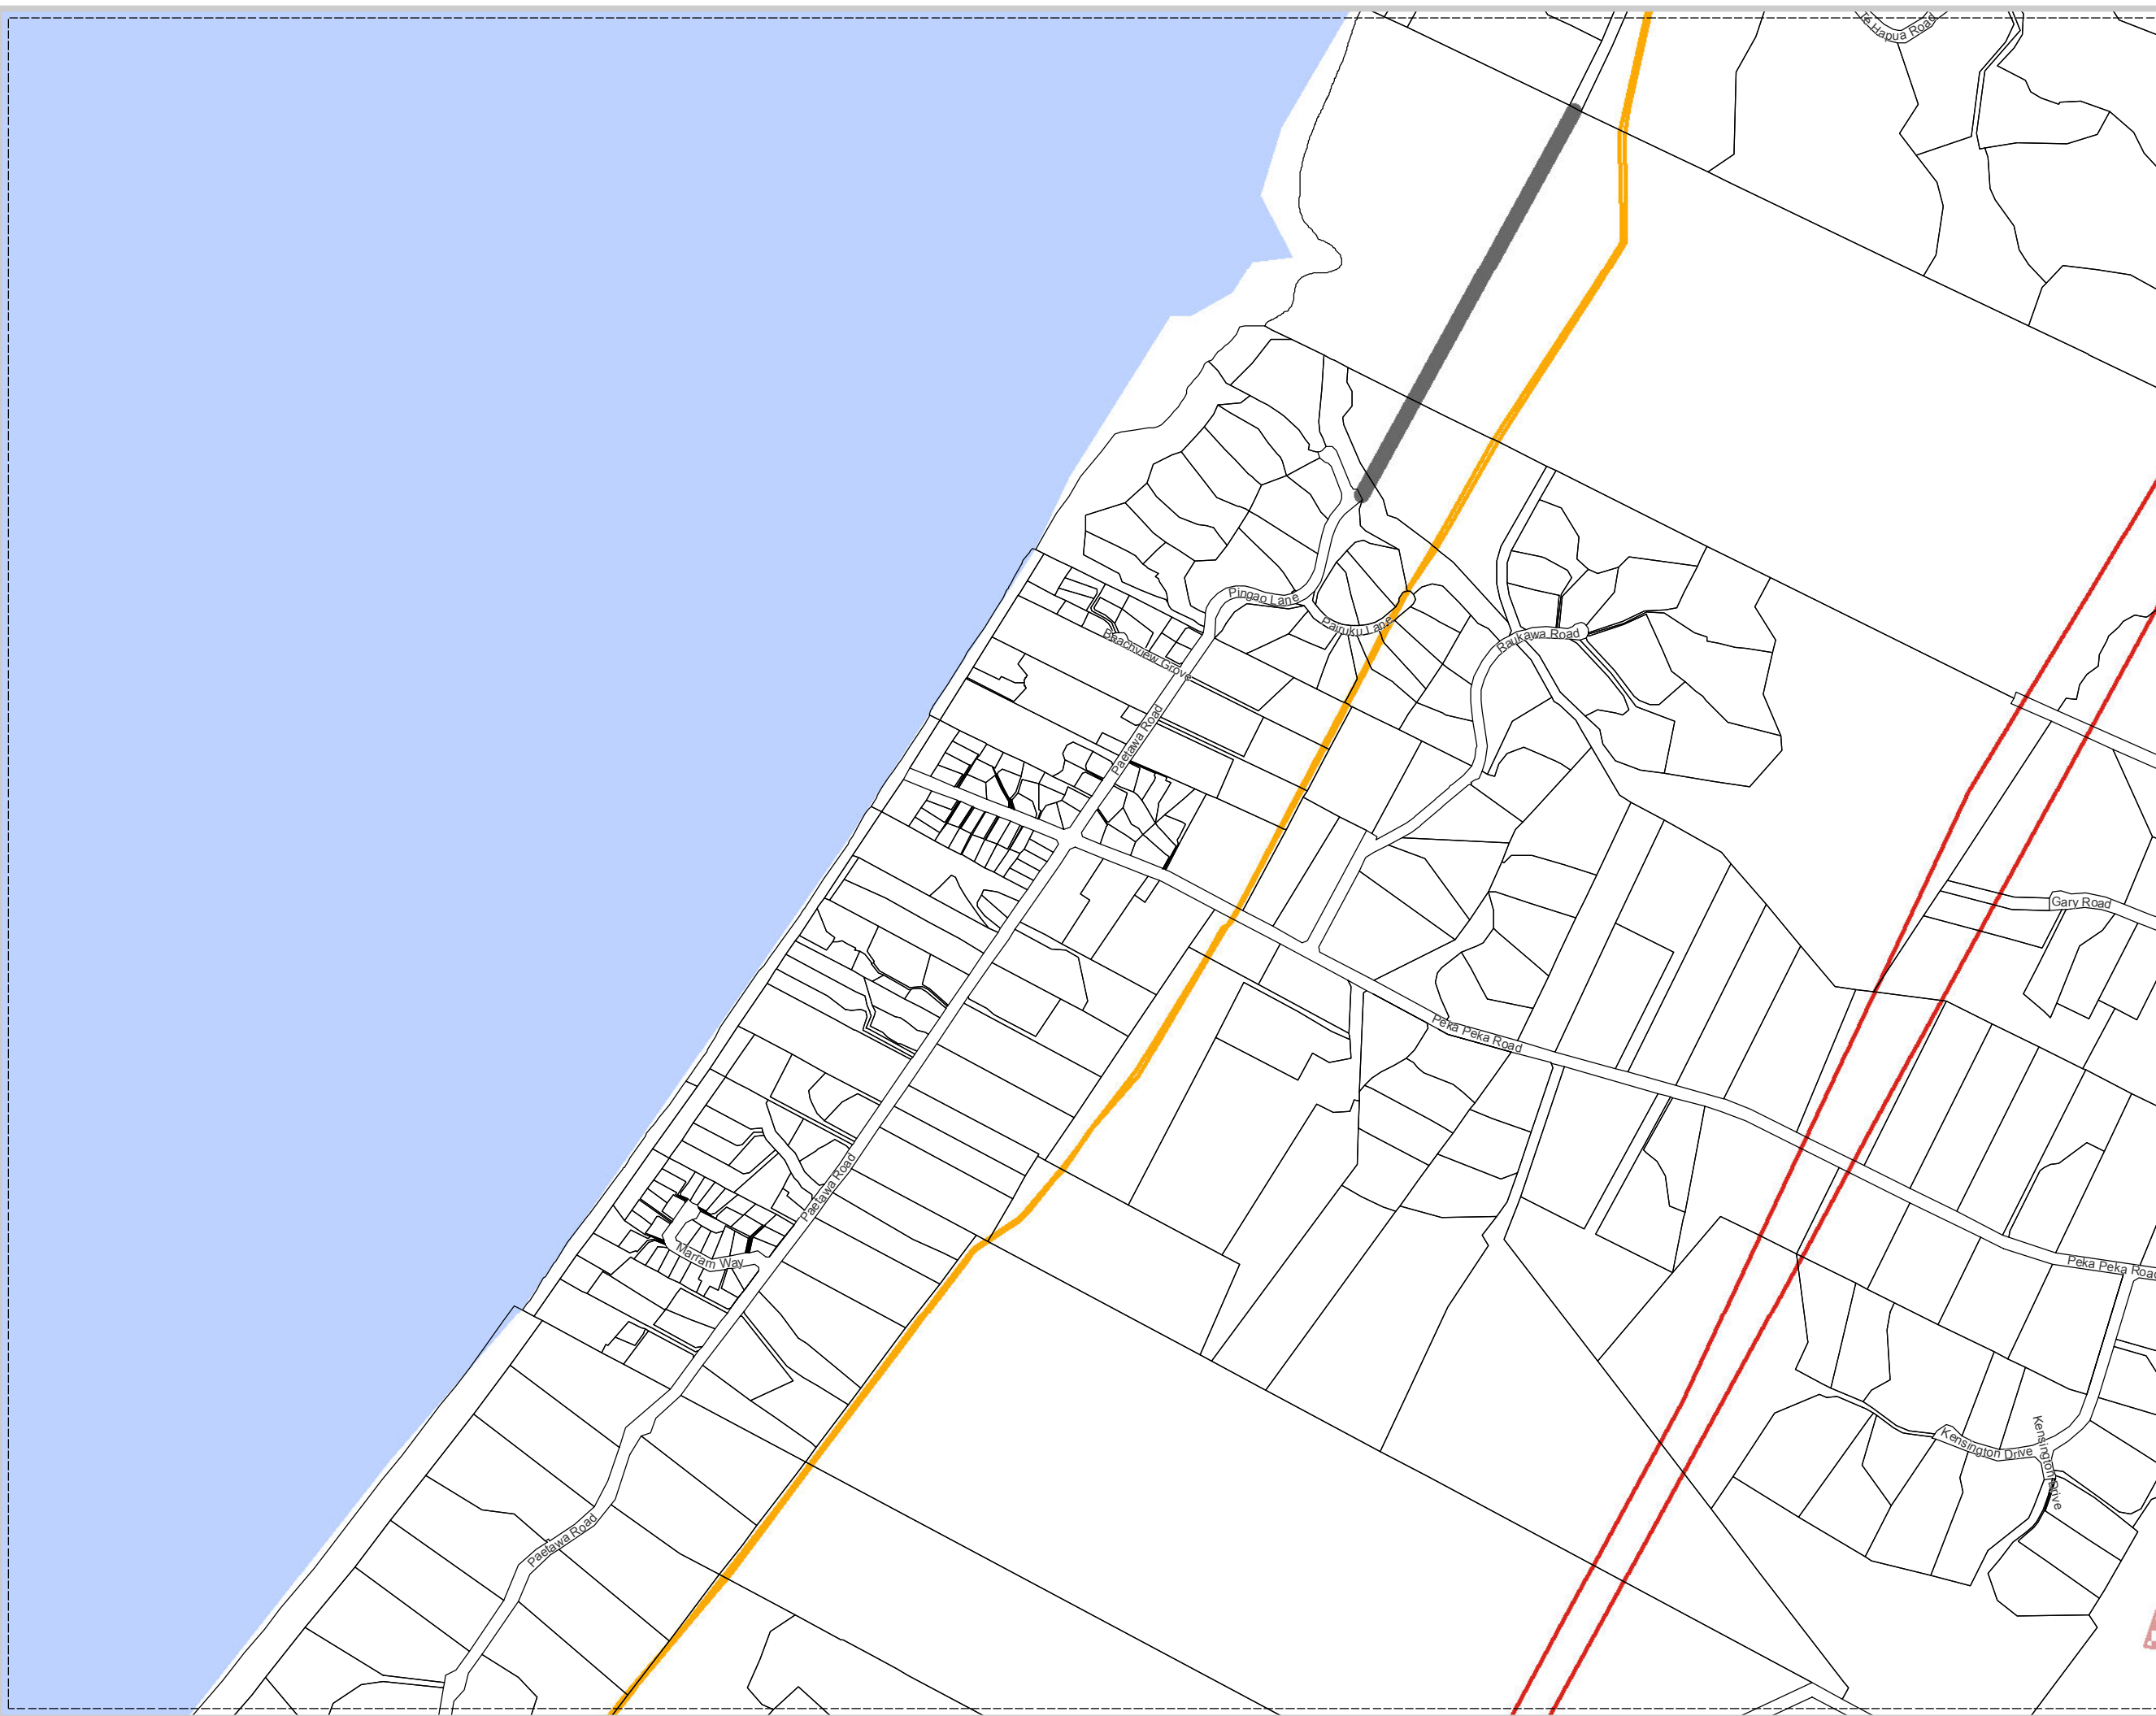 Te Hapua Road
Pingao Lane
Pairuku Lane
Raukawa Road
Beachview Grove
Paetawa Road
Gary Road
Peka Peka Road
Paetawa Road
Marram Way
Peka Peka Road
Kensington Drive
Kensington Drive
Paetawa Road